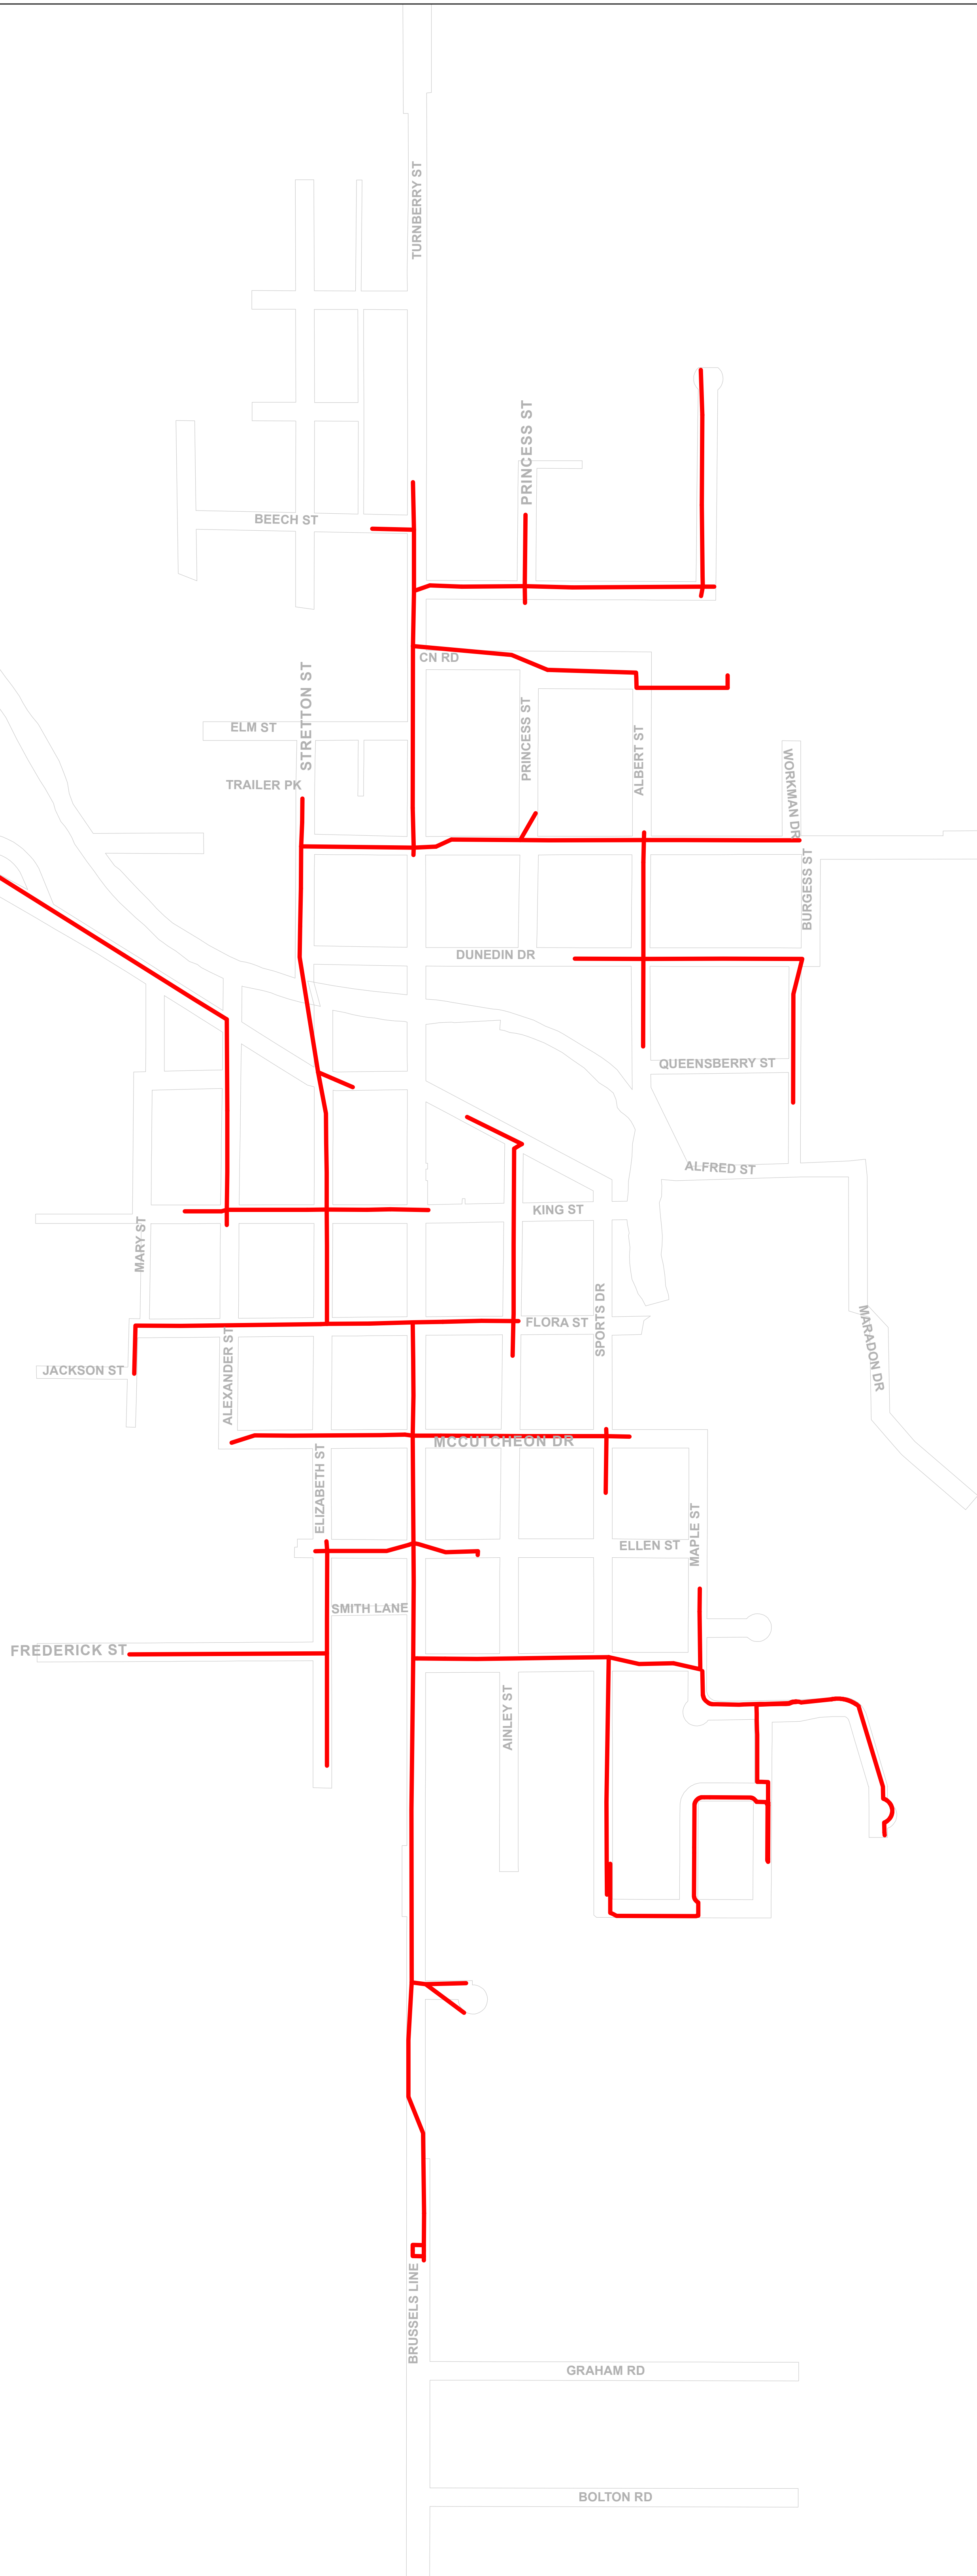 TURNBERRY ST
PRINCESS ST
BEECH ST
CN RD
STRETTON ST
ELM ST
PRINCESS ST
ALBERT ST
WORKMAN DR
TRAILER PK
BURGESS ST
DUNEDIN DR
QUEENSBERRY ST
ALFRED ST
KING ST
MARY ST
SPORTS DR
FLORA ST
MARADON DR
JACKSON ST
ALEXANDER ST
MCCUTCHEON DR
ELIZABETH ST
MAPLE ST
ELLEN ST
SMITH LANE
FREDERICK ST
AINLEY ST
BRUSSELS LINE
GRAHAM RD
BOLTON RD